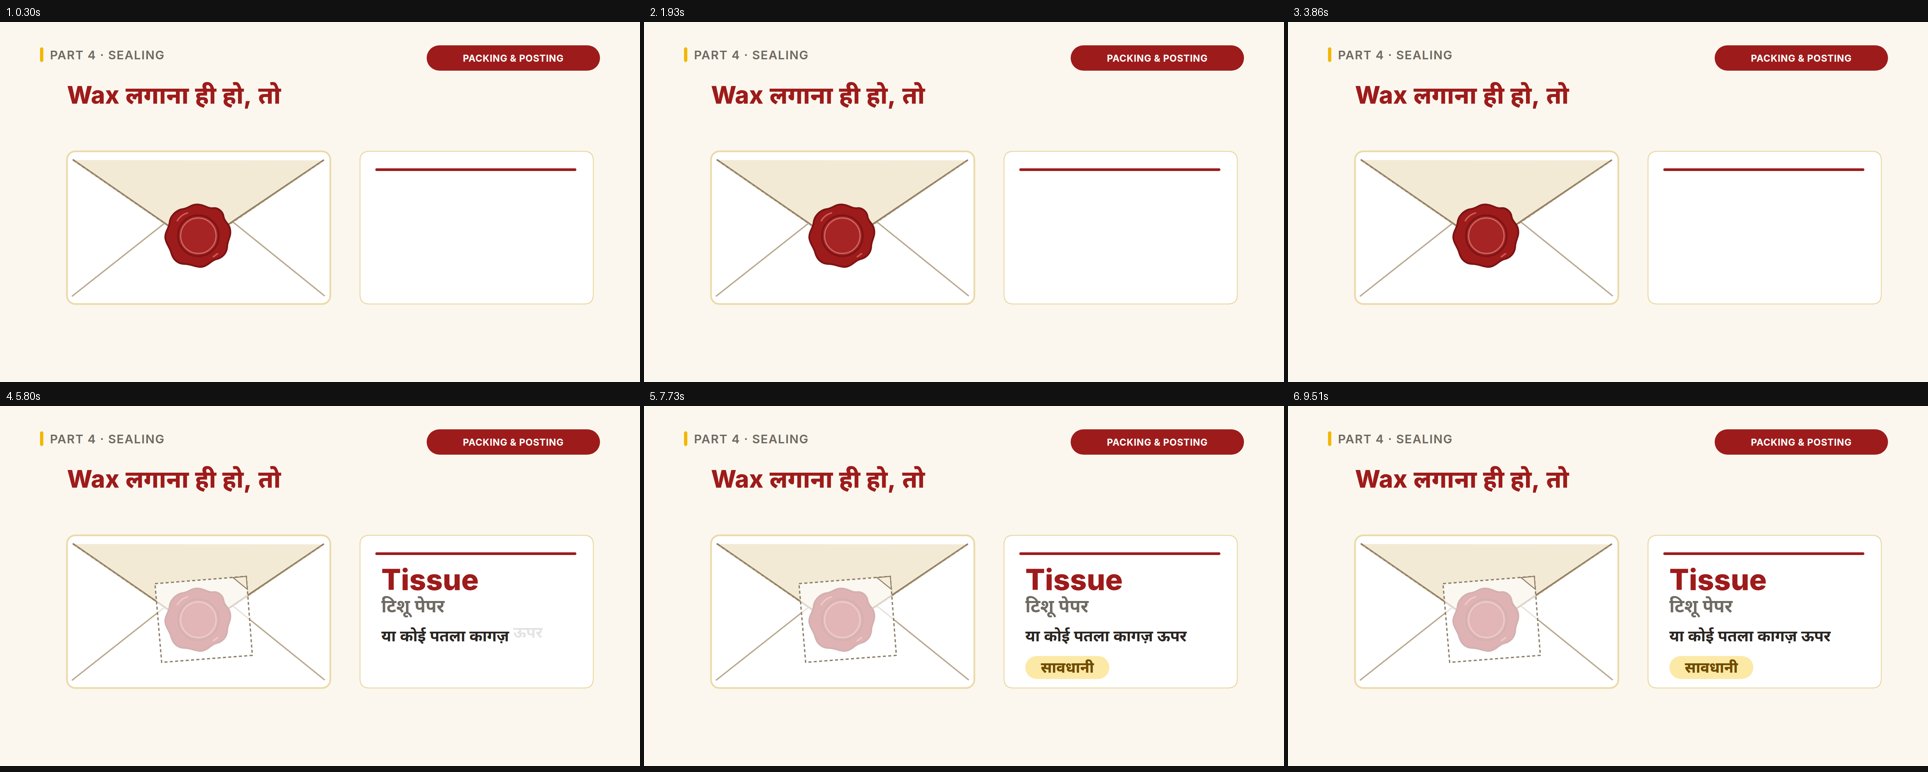 1. 0.30s
PART 4 · SEALING
PACKING & POSTING
Wax लगाना ही हो, तो
2. 1.93s
PART 4 · SEALING
PACKING & POSTING
Wax लगाना ही हो, तो
3. 3.86s
PART 4 · SEALING
PACKING & POSTING
Wax लगाना ही हो, तो
4. 5.80s
PART 4 · SEALING
PACKING & POSTING
Wax लगाना ही हो, तो
Tissue
टिशू पेपर
या कोई पतला कागज़ ऊपर
5. 7.73s
PART 4 · SEALING
PACKING & POSTING
Wax लगाना ही हो, तो
Tissue
टिशू पेपर
या कोई पतला कागज़ ऊपर
सावधानी
6. 9.51s
PART 4 · SEALING
PACKING & POSTING
Wax लगाना ही हो, तो
Tissue
टिशू पेपर
या कोई पतला कागज़ ऊपर
सावधानी